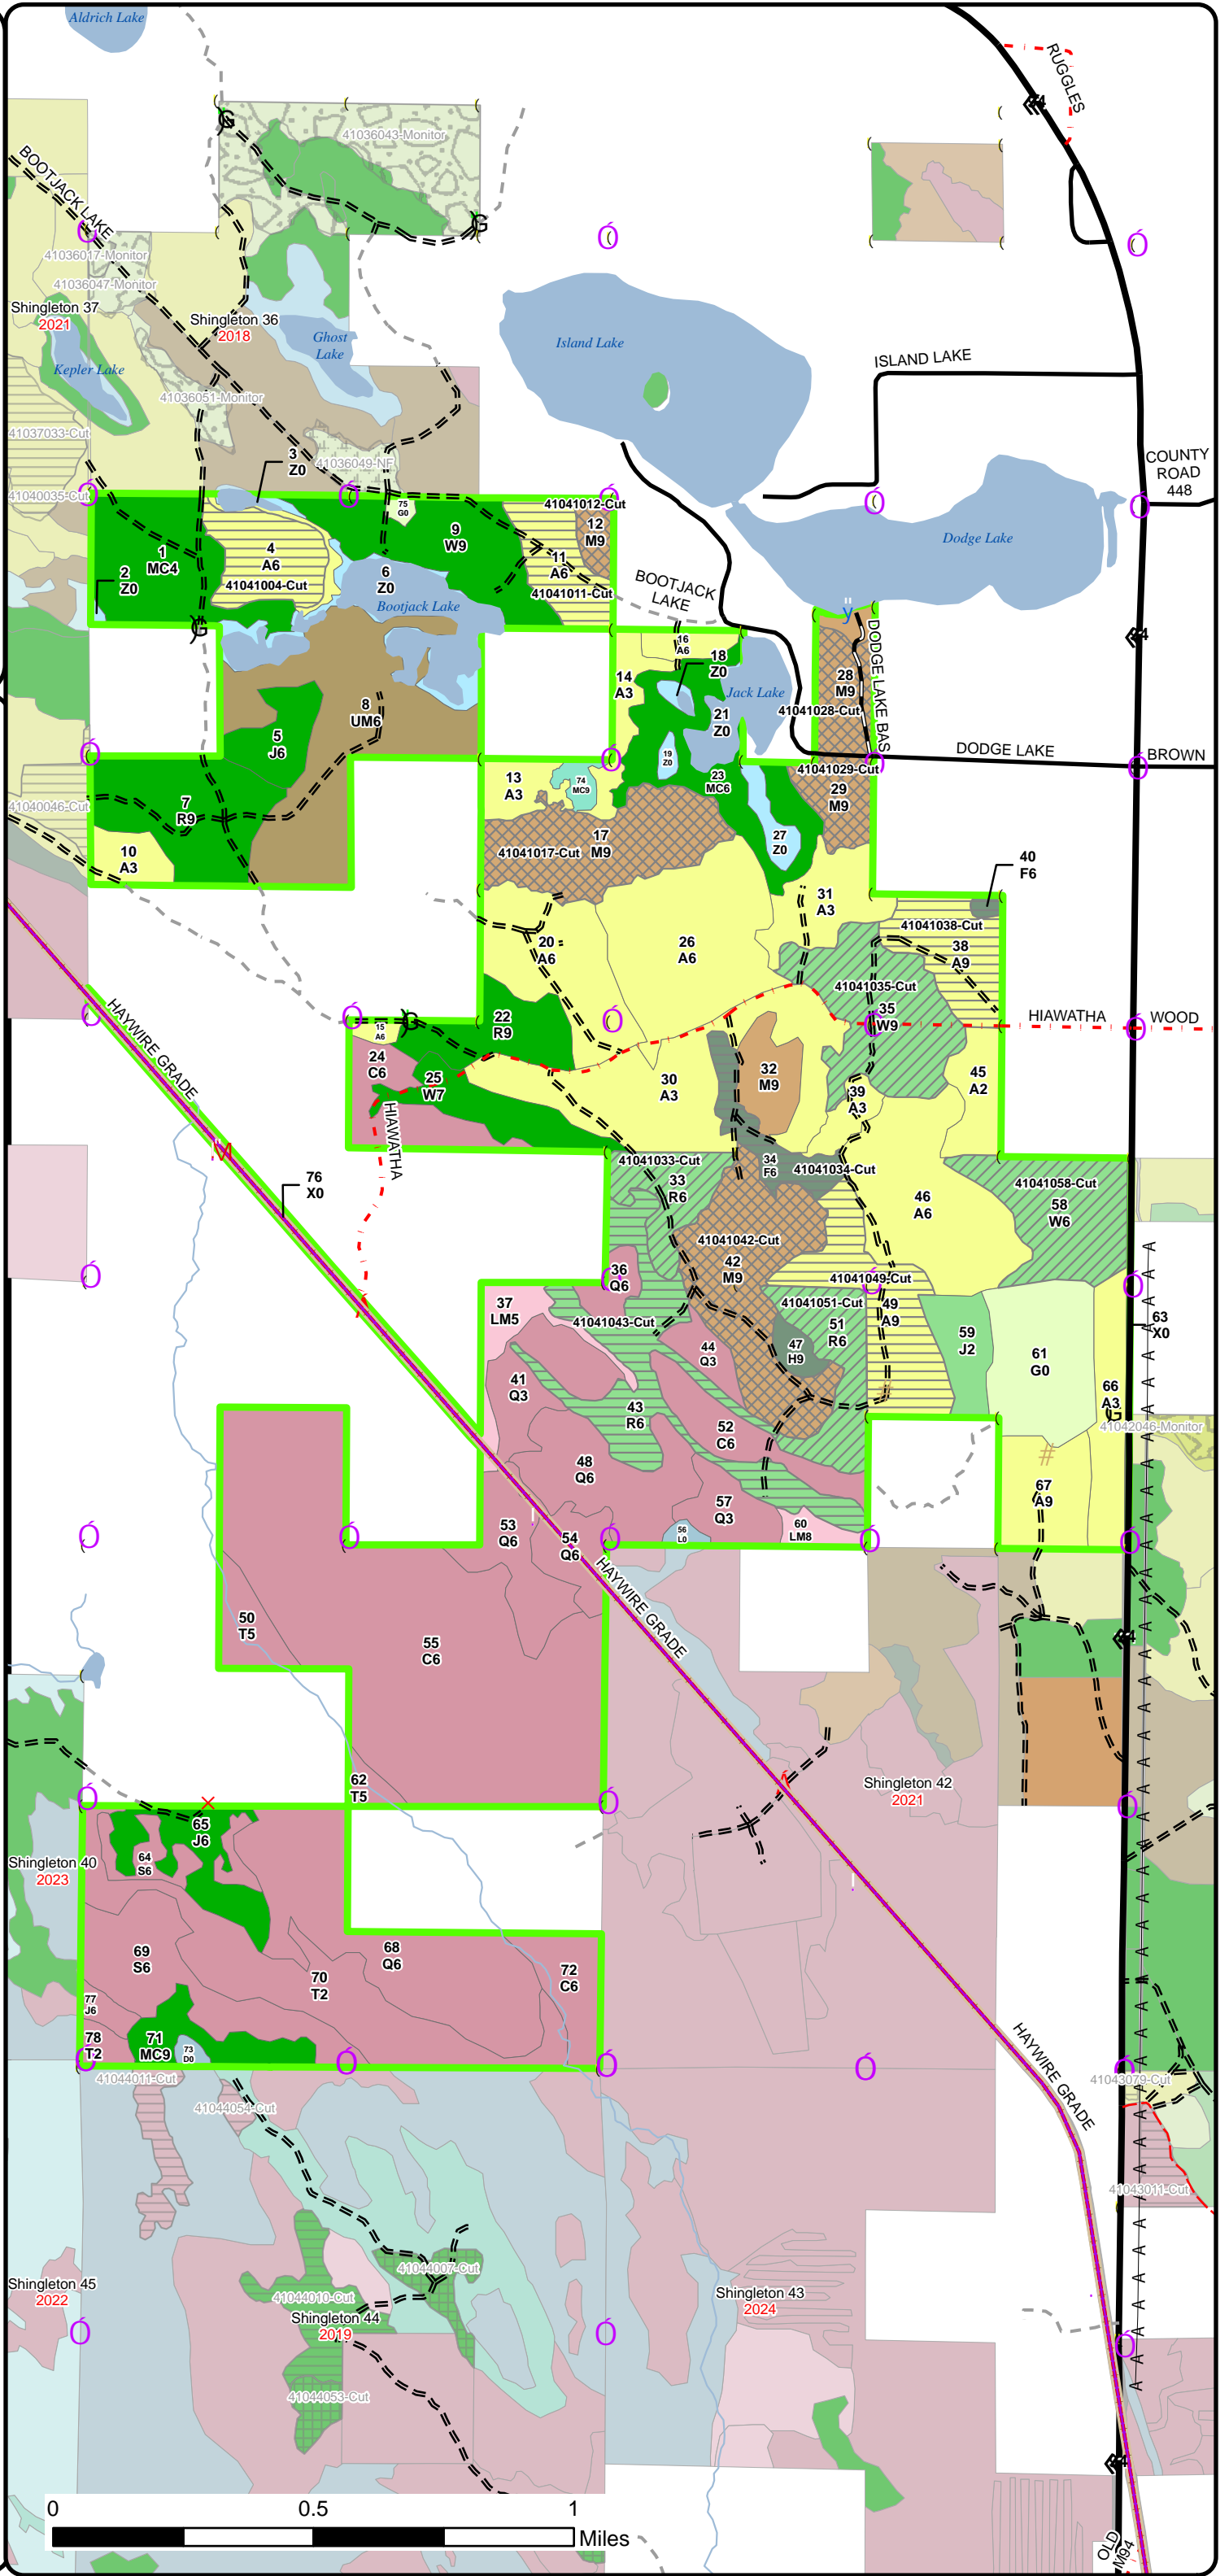 Aldrich Lake
RUGGLES
G
41036043-Monitor
BOOTJACK LAKE
G
41036017-Monitor
41036047-Monitor
Shingleton 37
2021
Shingleton 36
2018
Ghost
Lake
Island Lake
Kepler Lake
ISLAND LAKE
41036051-Monitor
41037033-Cut
3
Z0
41036049-NF
COUNTY
ROAD
448
41040035-Cut
75
G0
41041012-Cut
12
M9
9
W9
Dodge Lake
1
MC4
4
A6
41041004-Cut
11
A6
41041011-Cut
2
Z0
6
Z0
Bootjack Lake
BOOTJACK
LAKE
G
16
A6
18
Z0
DODGE LAKE BAS
14
A3
28
M9
41041028-Cut
Jack Lake
8
UM6
21
Z0
5
J6
19
Z0
DODGE LAKE
BROWN
41041029-Cut
13
A3
74
MC9
23
MC6
29
M9
41040046-Cut
7
R9
17
M9
41041017-Cut
27
Z0
10
A3
40
F6
31
A3
41041038-Cut
38
A9
20
A6
26
A6
41041035-Cut
35
W9
HAYWIRE GRADE
22
R9
HIAWATHA
WOOD
G
15
A6
24
C6
25
W7
30
A3
32
M9
45
A2
39
A3
HIAWATHA
41041033-Cut
34
F6
41041034-Cut
33
R6
76
X0
41041058-Cut
58
W6
46
A6
41041042-Cut
42
M9
36
Q6
41041049-Cut
49
A9
37
LM5
41041043-Cut
41041051-Cut
51
R6
63
X0
44
Q3
47
H9
59
J2
61
G0
41
Q3
66
A3
G
43
R6
52
C6
41042046-Monitor
48
Q6
67
A9
57
Q3
53
Q6
54
Q6
56
L0
60
LM8
HAYWIRE GRADE
50
T5
55
C6
62
T5
Shingleton 42
2021
65
J6
64
S6
Shingleton 40
2023
69
S6
68
Q6
70
T2
72
C6
77
J6
78
T2
71
MC9
73
D0
HAYWIRE GRADE
41044011-Cut
41043079-Cut
41044054-Cut
41043011-Cut
41044007-Cut
Shingleton 45
2022
41044010-Cut
Shingleton 44
2019
Shingleton 43
2024
41044053-Cut
0
0.5
1
Miles
OLD
M94